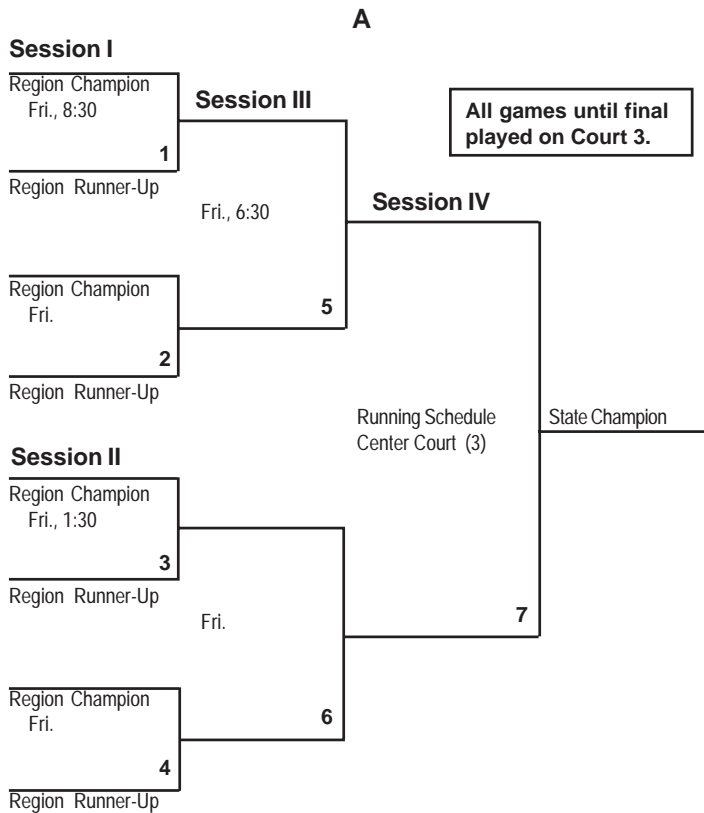 A
Session I
Region Champion
Fri., 8:30
1
Region Runner-Up
Session III
All games until final
played on Court 3.
Fri., 6:30
Session IV
Region Champion
Fri.
2
Region Runner-Up
5
Running Schedule
Center Court (3)
State Champion
Session II
Region Champion
Fri., 1:30
3
Region Runner-Up
Fri.
7
Region Champion
Fri.
4
Region Runner-Up
6